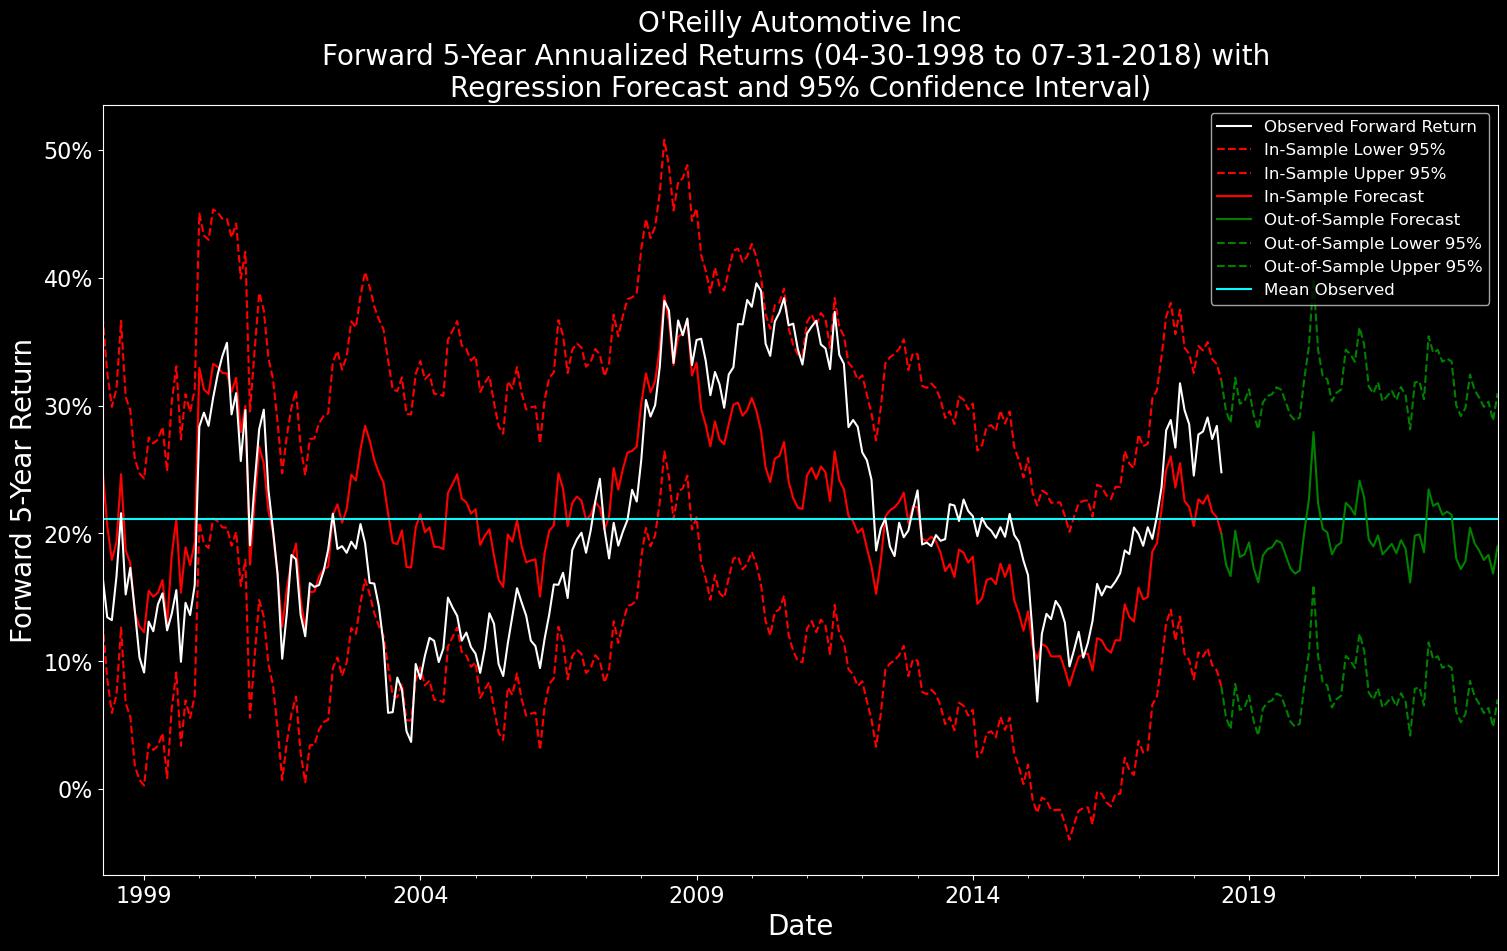 O'Reilly Automotive Inc
Forward 5-Year Annualized Returns (04-30-1998 to 07-31-2018) with
Regression Forecast and 95% Confidence Interval)
Observed Forward Return
In-Sample Lower 95%
In-Sample Upper 95%
In-Sample Forecast
Out-of-Sample Forecast
Out-of-Sample Lower 95%
Out-of-Sample Upper 95%
Mean Observed
Forward 5-Year Return
50%
40%
30%
20%
10%
0%
1999
2004
2009
2014
2019
Date